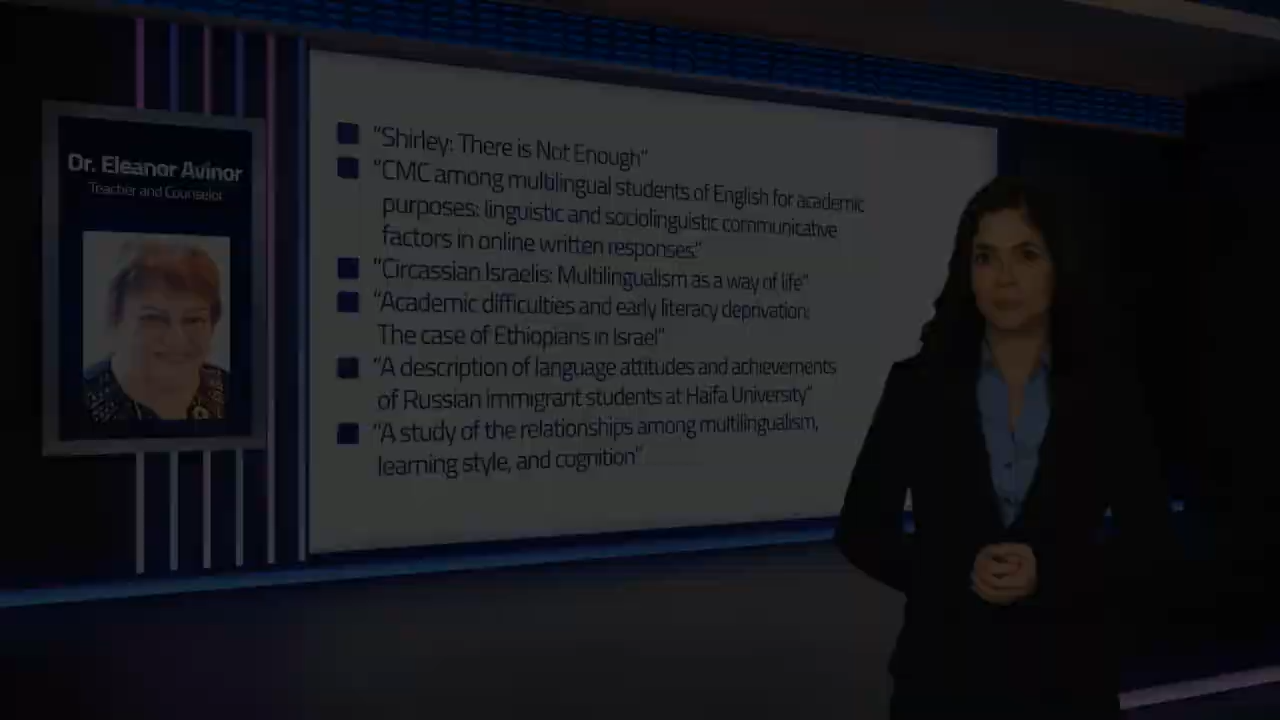 Dr. Eleanor Avinor
Teacher and Counselor
"Shirley: There is Not Enough"
"CMC among multilingual students of English for academic
purposes: linguistic and sociolinguistic communicative
factors in online written responses."
"Circassian Israelis: Multilingualism as a way of life"
"Academic difficulties and early literacy deprivation:
The case of Ethiopians in Israel"
"A description of language attitudes and achievements
of Russian immigrant students at Haifa University"
"A study of the relationships among multilingualism,
learning style, and cognition"